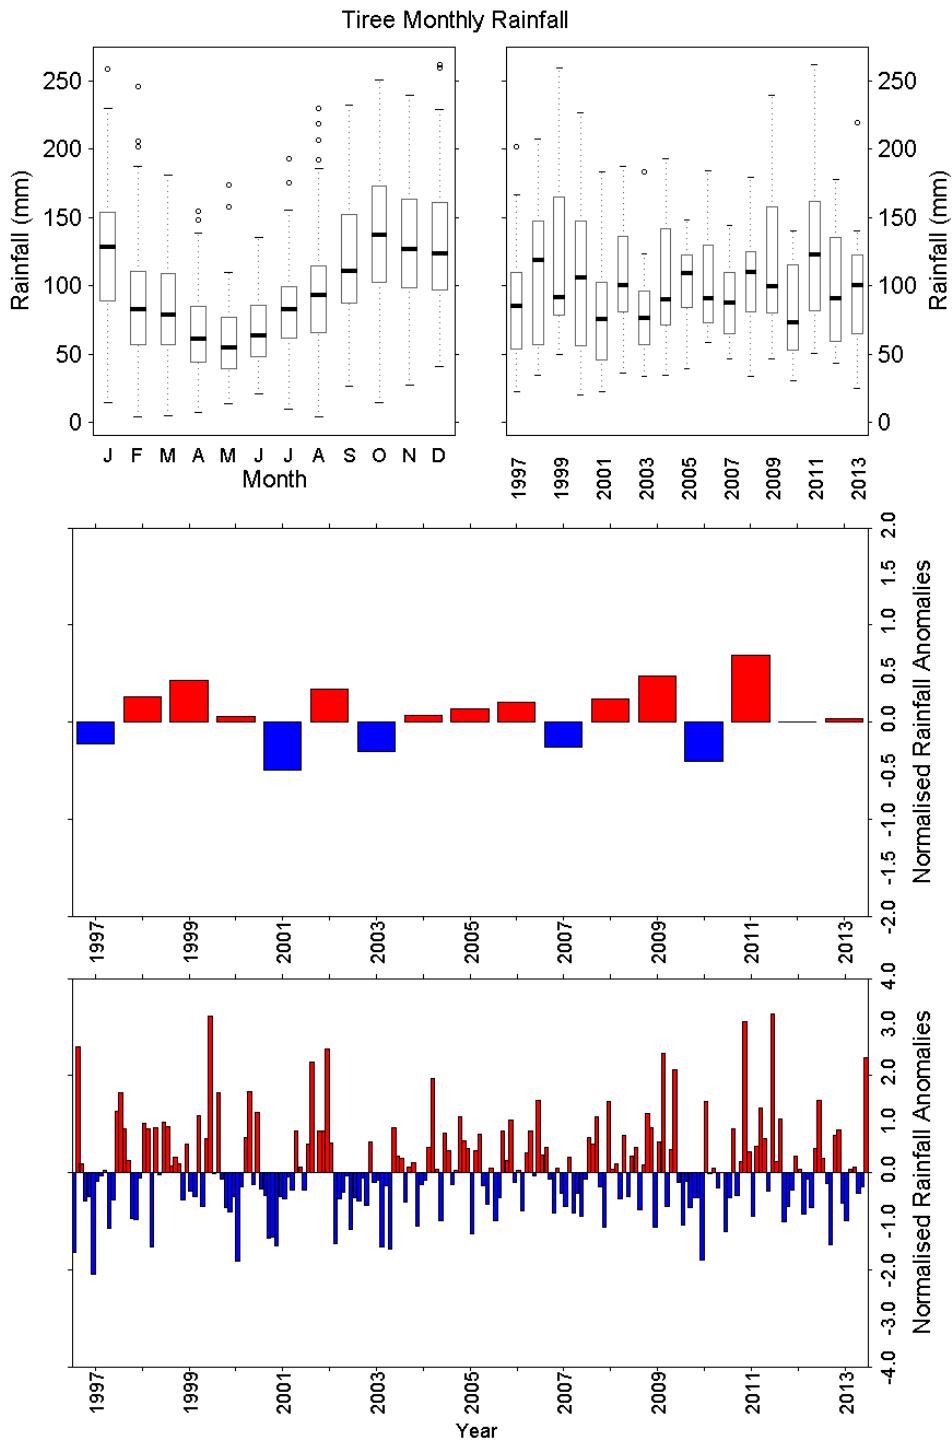 Tiree Monthly Rainfall
Rainfall (mm)
250
200
150
100
50
0
J F M A M J J A S O N D
Month
250
200
150
100
50
0
Rainfall (mm)
1997 1999 2001 2003 2005 2007 2009 2011 2013
2.0
1.5
1.0
0.5
0.0
-0.5
-1.0
-1.5
-2.0
Normalised Rainfall Anomalies
1997 1999 2001 2003 2005 2007 2009 2011 2013
4.0
3.0
2.0
1.0
0.0
-1.0
-2.0
-3.0
-4.0
Normalised Rainfall Anomalies
1997 1999 2001 2003 2005 2007 2009 2011 2013
Year